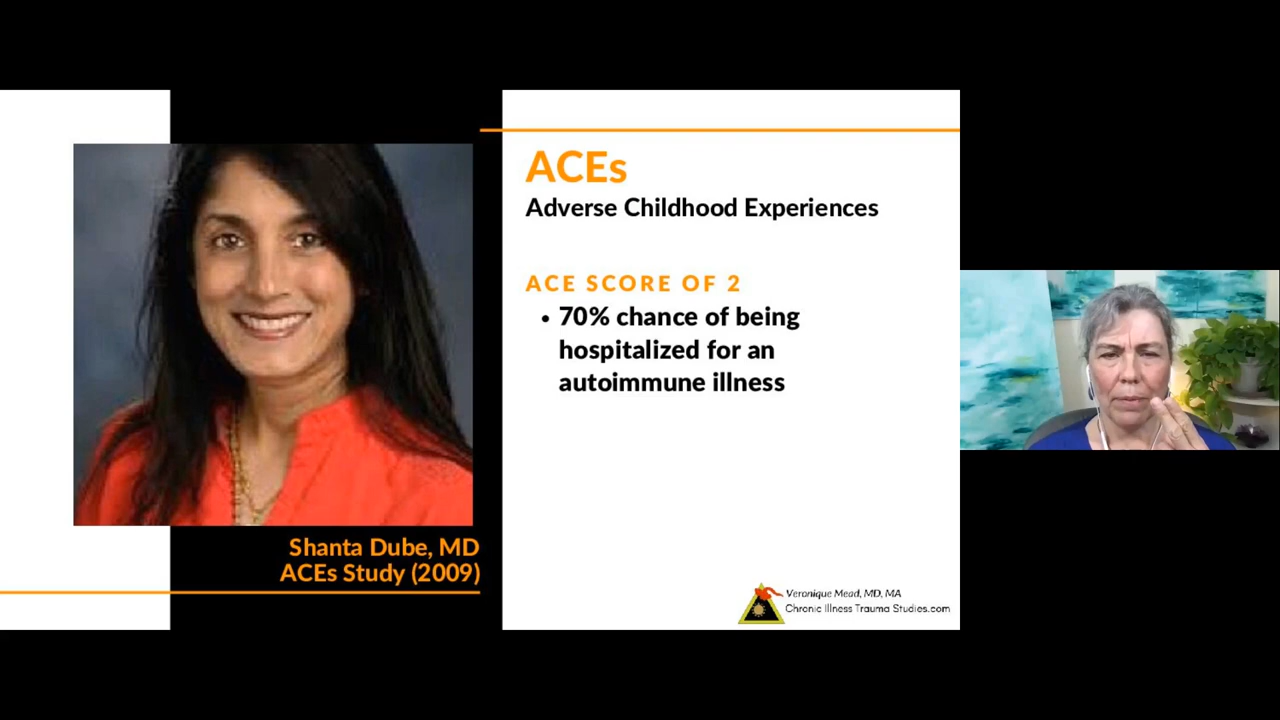 ACEs
Adverse Childhood Experiences
ACE SCORE OF 2
• 70% chance of being
hospitalized for an
autoimmune illness
Shanta Dube, MD
ACEs Study (2009)
Veronique Mead, MD, MA
Chronic Illness Trauma Studies.com